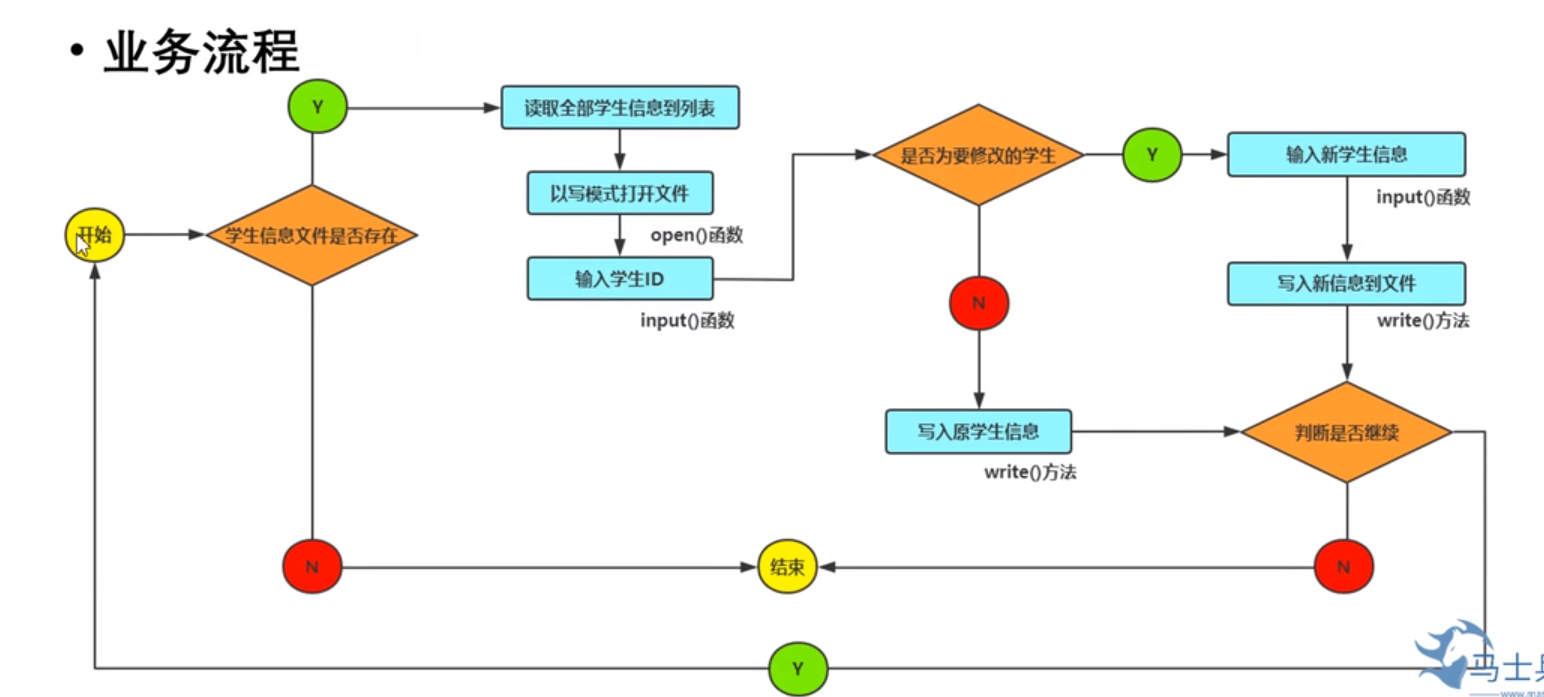 • 业务流程
Y
读取全部学生信息到列表
以写模式打开文件
open()函数
输入学生ID
input()函数
开始
学生信息文件是否存在
是否为要修改的学生
Y
输入新学生信息
input()函数
写入新信息到文件
write()方法
N
写入原学生信息
write()方法
判断是否继续
N
结束
N
Y
马士